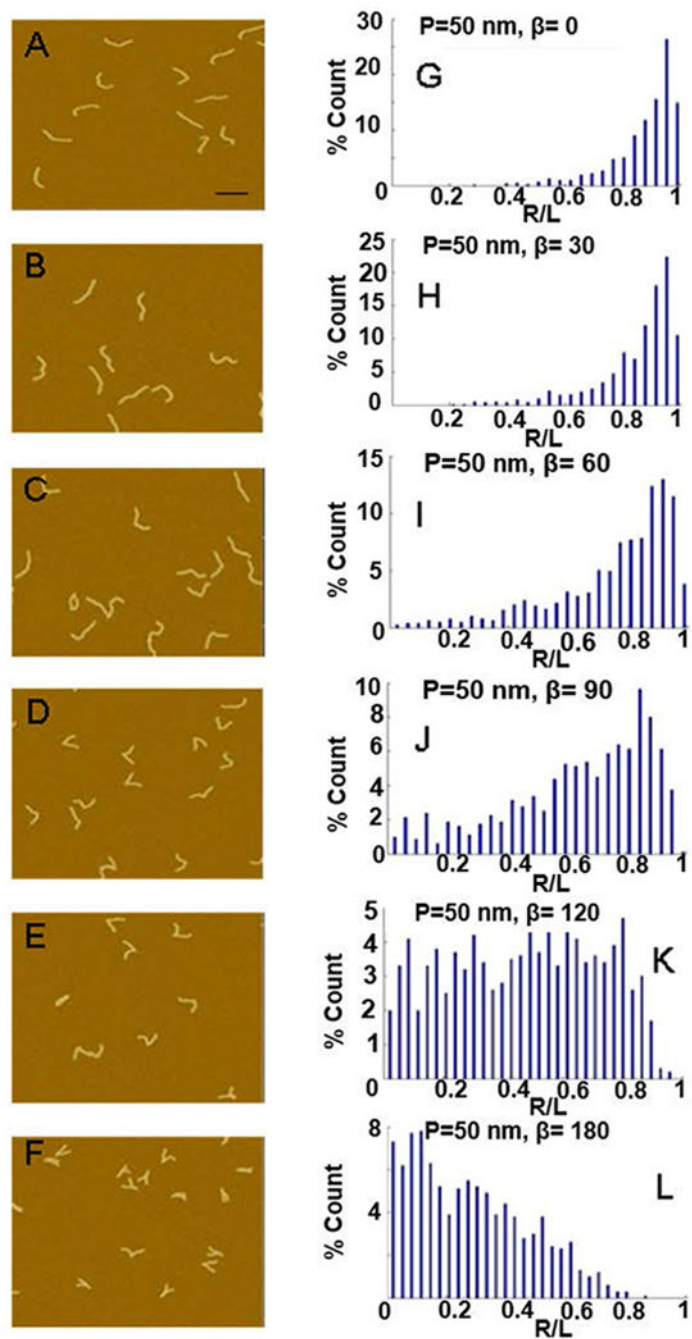 A
P=50 nm, β= 0
G
% Count
30
20
10
0
0.2 0.4 0.6 0.8 1
R/L
B
P=50 nm, β= 30
H
% Count
25
20
15
10
5
0
0.2 0.4 0.6 0.8 1
R/L
C
P=50 nm, β= 60
I
% Count
15
10
5
0
0.2 0.4 0.6 0.8 1
R/L
D
P=50 nm, β= 90
J
% Count
10
8
6
4
2
0
0.2 0.4 0.6 0.8 1
R/L
E
P=50 nm, β= 120
K
% Count
5
4
3
2
1
0 0.2 0.4 0.6 0.8 1
R/L
F
P=50 nm, β= 180
L
% Count
8
4
0 0.2 0.4 0.6 0.8 1
R/L